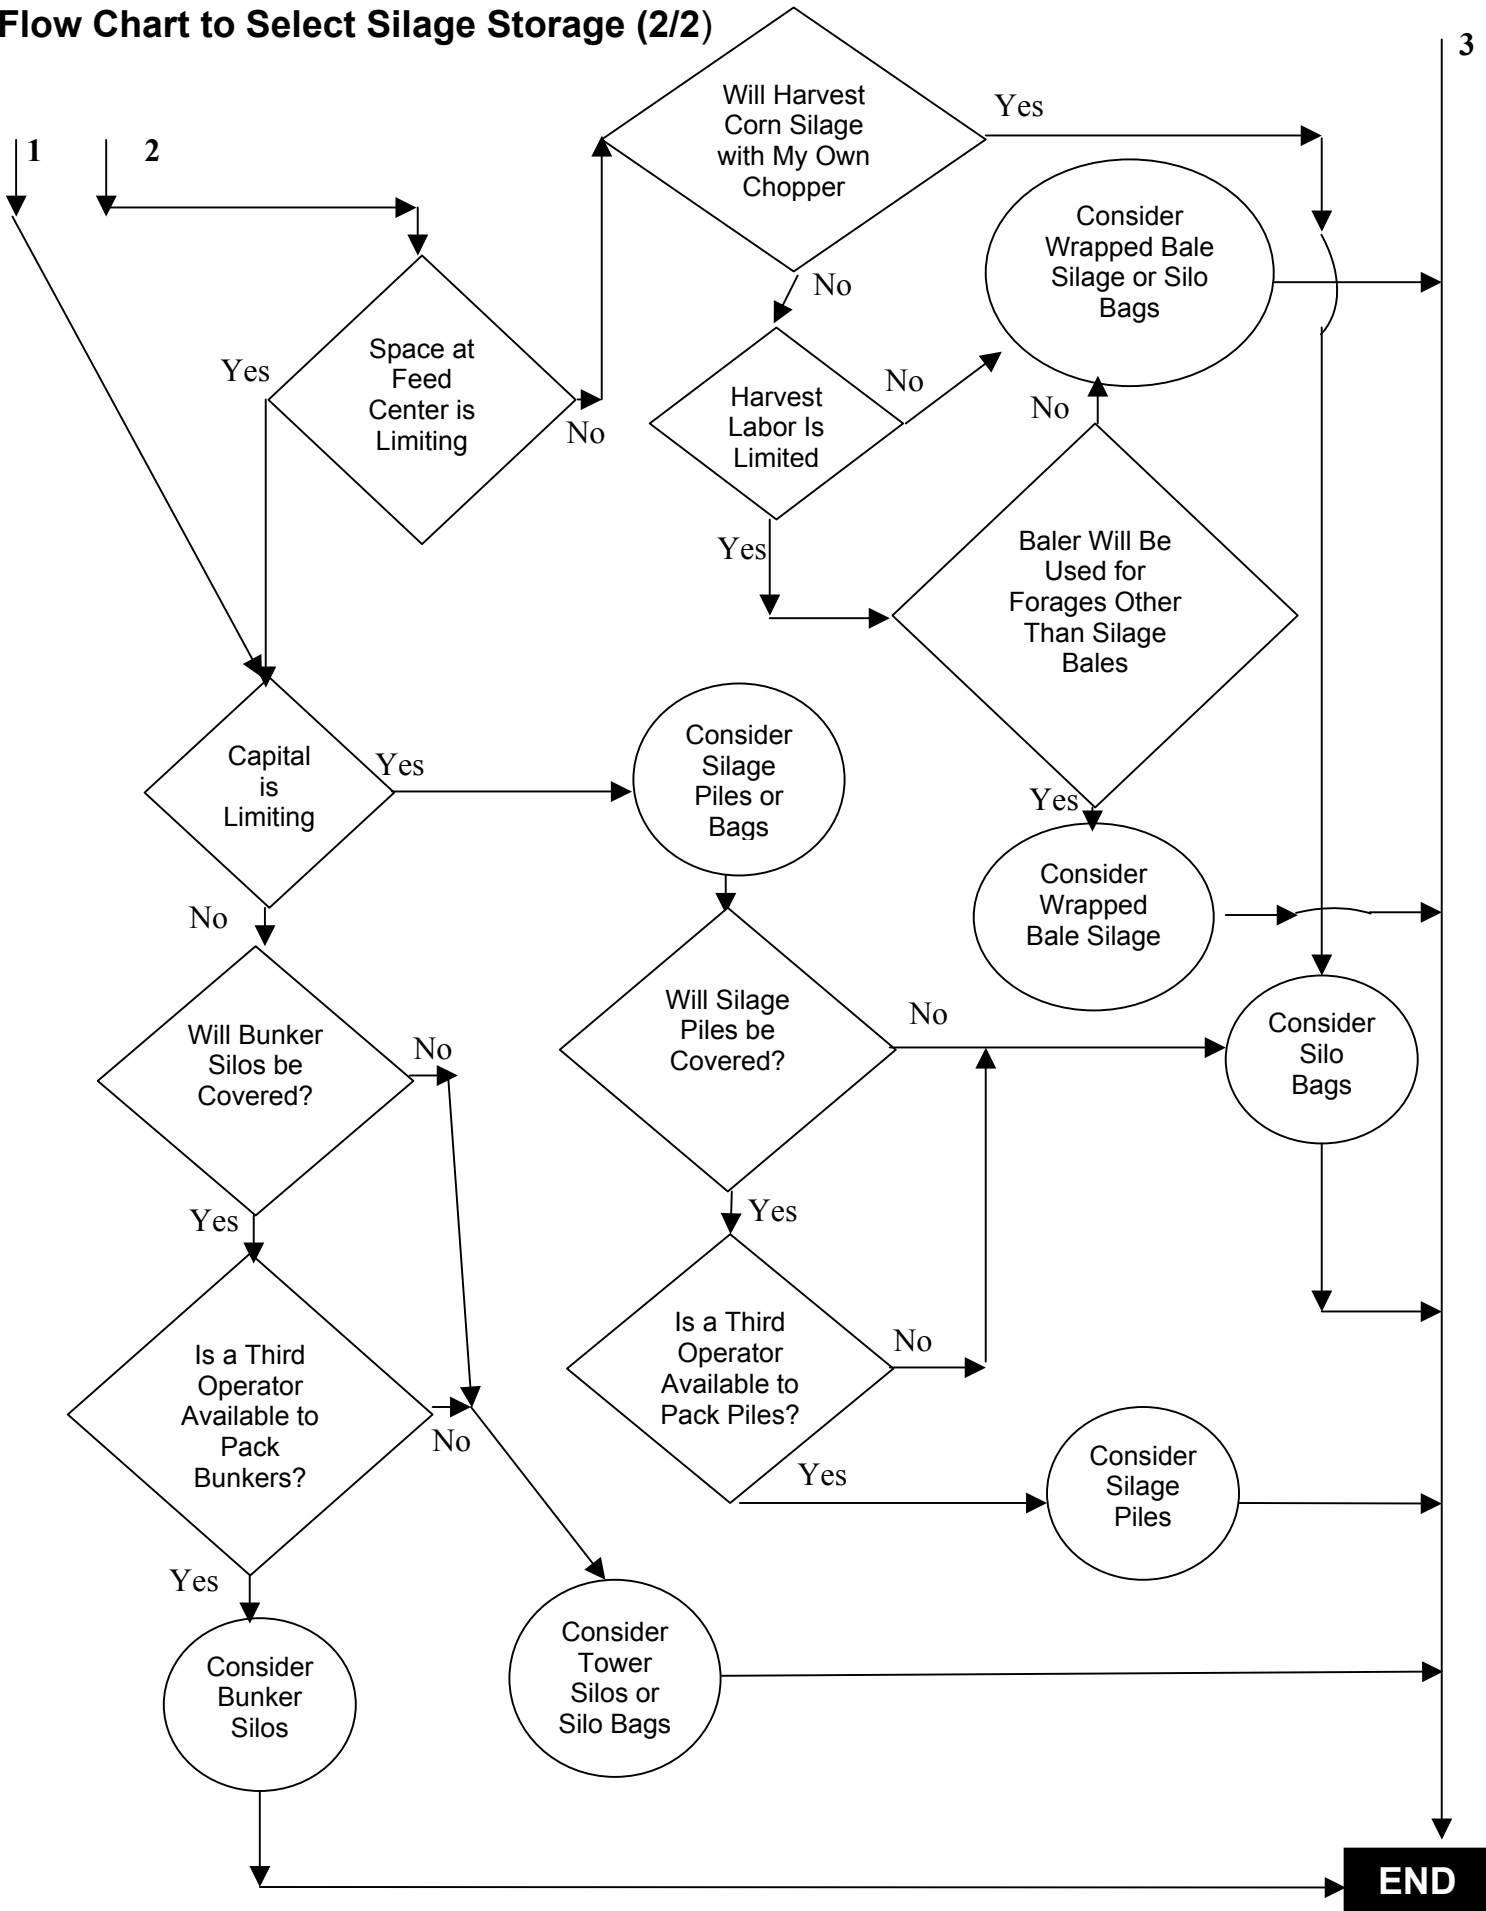 Flow Chart to Select Silage Storage (2/2)
3
1
2
Will Harvest
Corn Silage
with My Own
Chopper
Yes
No
Consider
Wrapped Bale
Silage or Silo
Bags
Space at
Feed
Center is
Limiting
Yes
No
Harvest
Labor Is
Limited
No
Yes
No
Baler Will Be
Used for
Forages Other
Than Silage
Bales
Yes
Capital
is
Limiting
Yes
No
Consider
Silage
Piles or
Bags
Consider
Wrapped
Bale Silage
Will Bunker
Silos be
Covered?
No
Yes
Will Silage
Piles be
Covered?
No
Yes
Consider
Silo
Bags
Is a Third
Operator
Available to
Pack
Bunkers?
No
Yes
Is a Third
Operator
Available to
Pack Piles?
No
Yes
Consider
Silage
Piles
Consider
Bunker
Silos
Consider
Tower
Silos or
Silo Bags
END